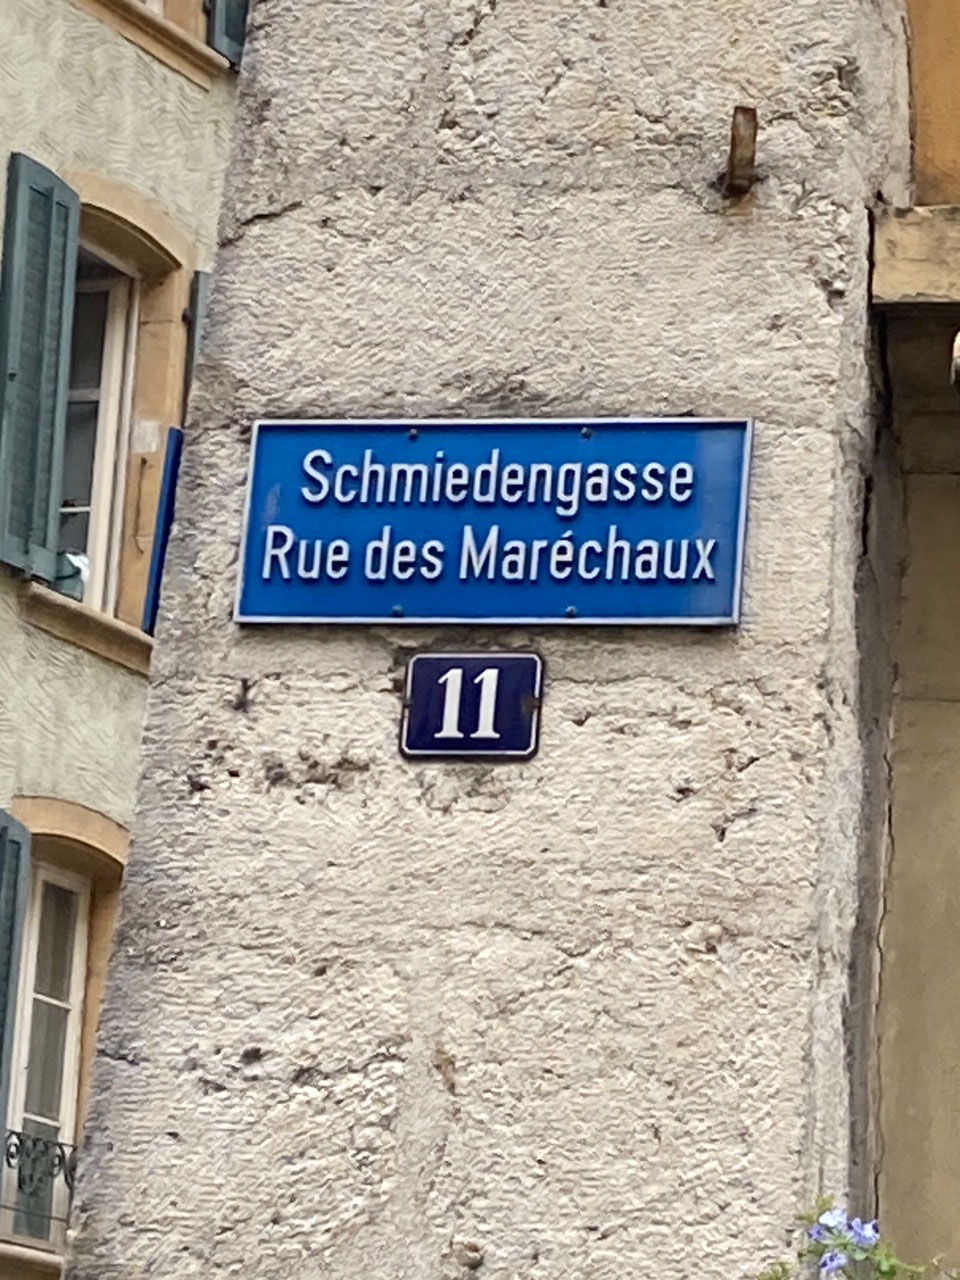 Schmiedengasse
Rue des Maréchaux
11